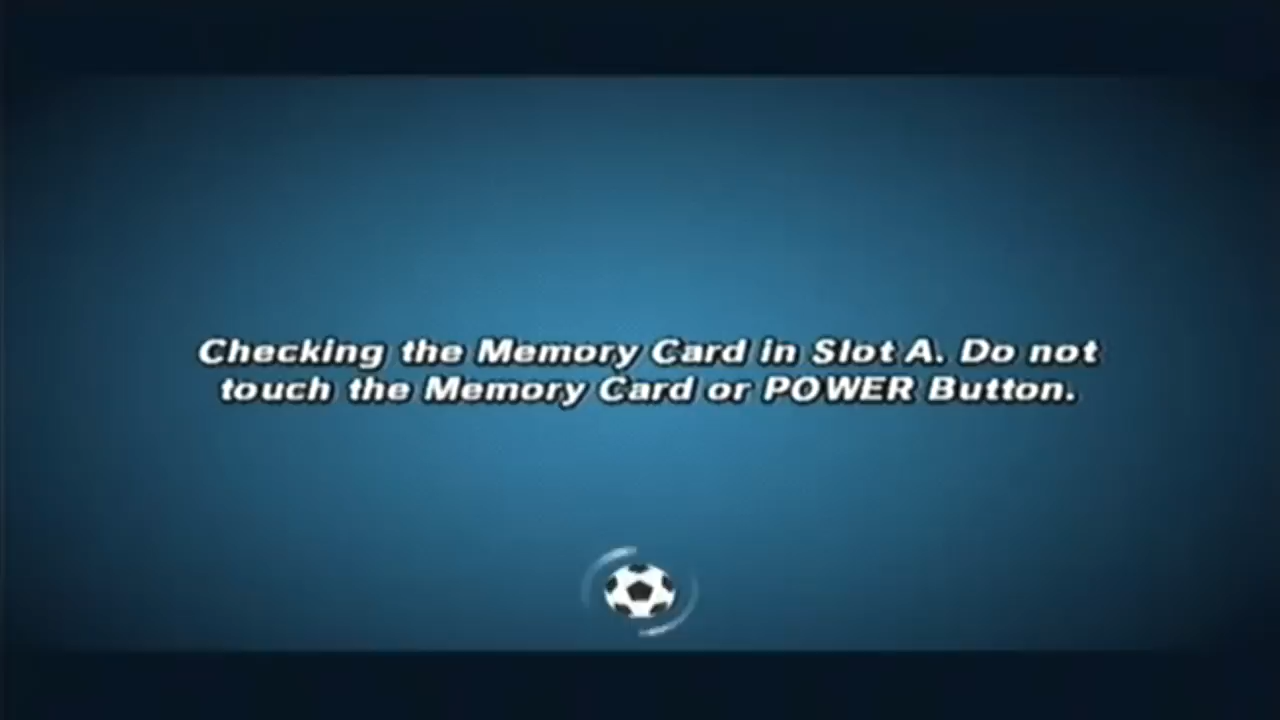 Checking the Memory Card in Slot A. Do not
touch the Memory Card or POWER Button.